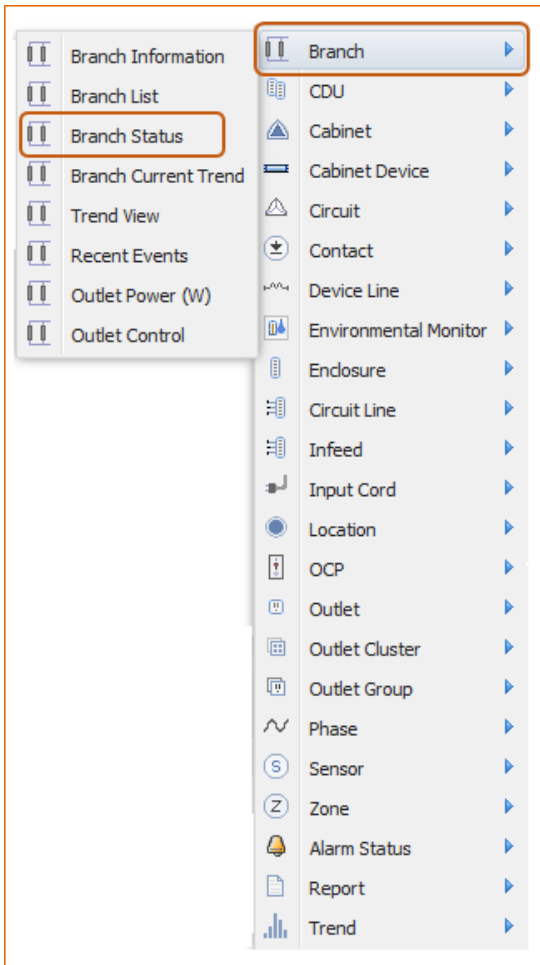 Branch Information
Branch List
Branch Status
Branch Current Trend
Trend View
Recent Events
Outlet Power (W)
Outlet Control
Branch
CDU
Cabinet
Cabinet Device
Circuit
Contact
Device Line
Environmental Monitor
Enclosure
Circuit Line
Infeed
Input Cord
Location
OCP
Outlet
Outlet Cluster
Outlet Group
Phase
S Sensor
Z Zone
Alarm Status
Report
Trend